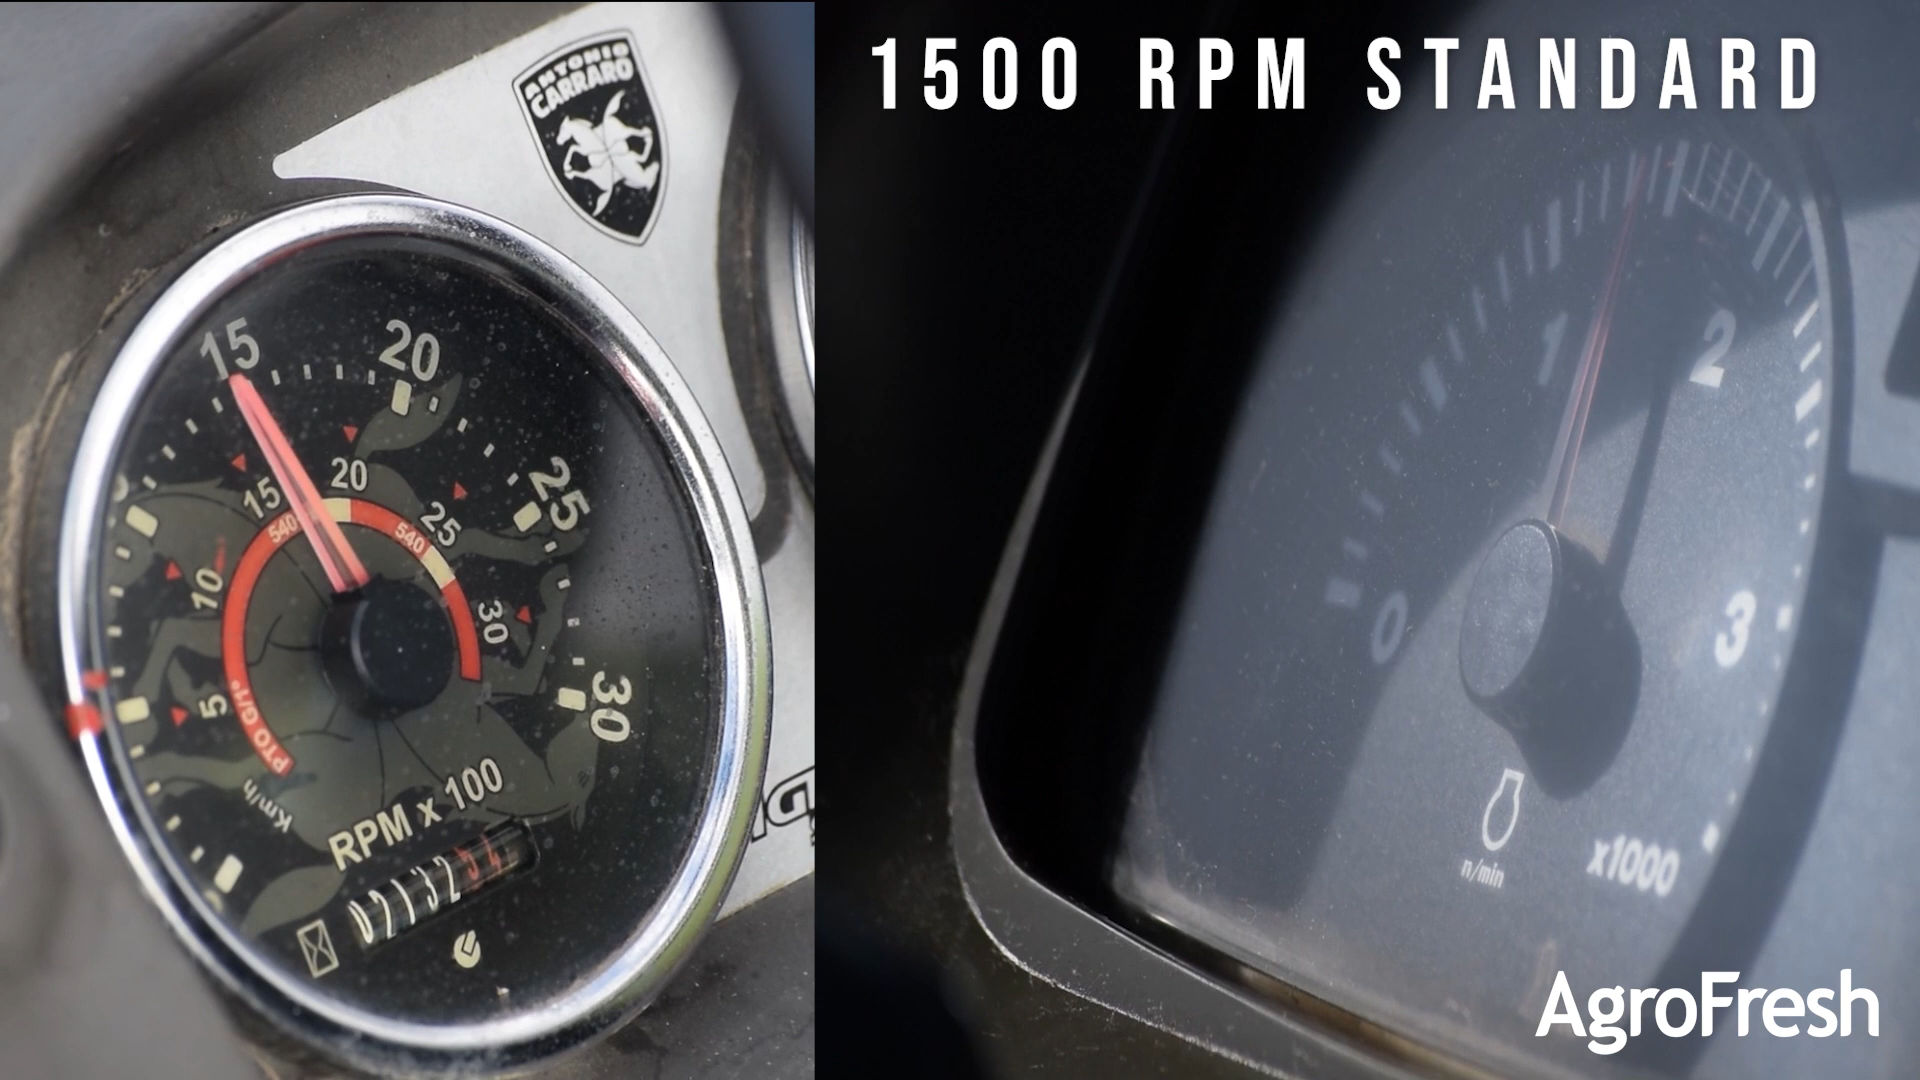 ANTONIO
CARRARO
1500 RPM STANDARD
15
20
25
30
15
20
25
30
10
5
540
540
PTO G/1'
Km/h
RPM x 100
02132
0
1
2
3
n/min
x1000
AgroFresh